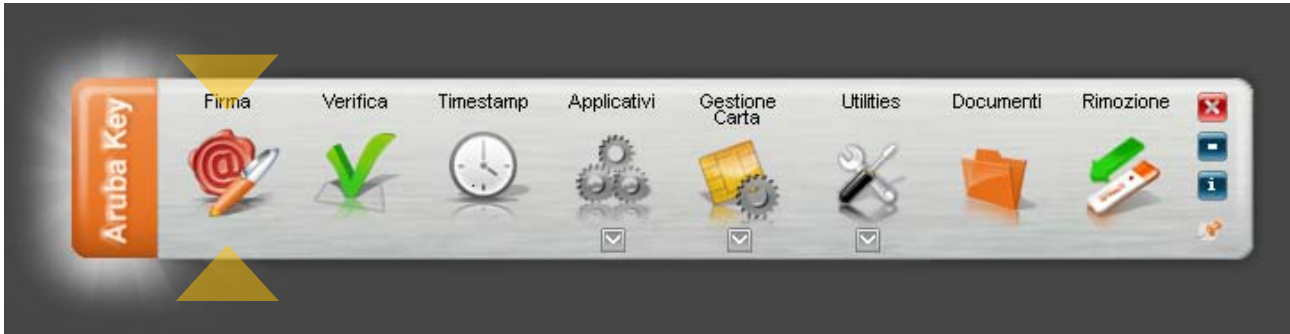 Aruba Key
Firma
Verifica
Timestamp
Applicativi
Gestione
Carta
Utilities
Documenti
Rimozione